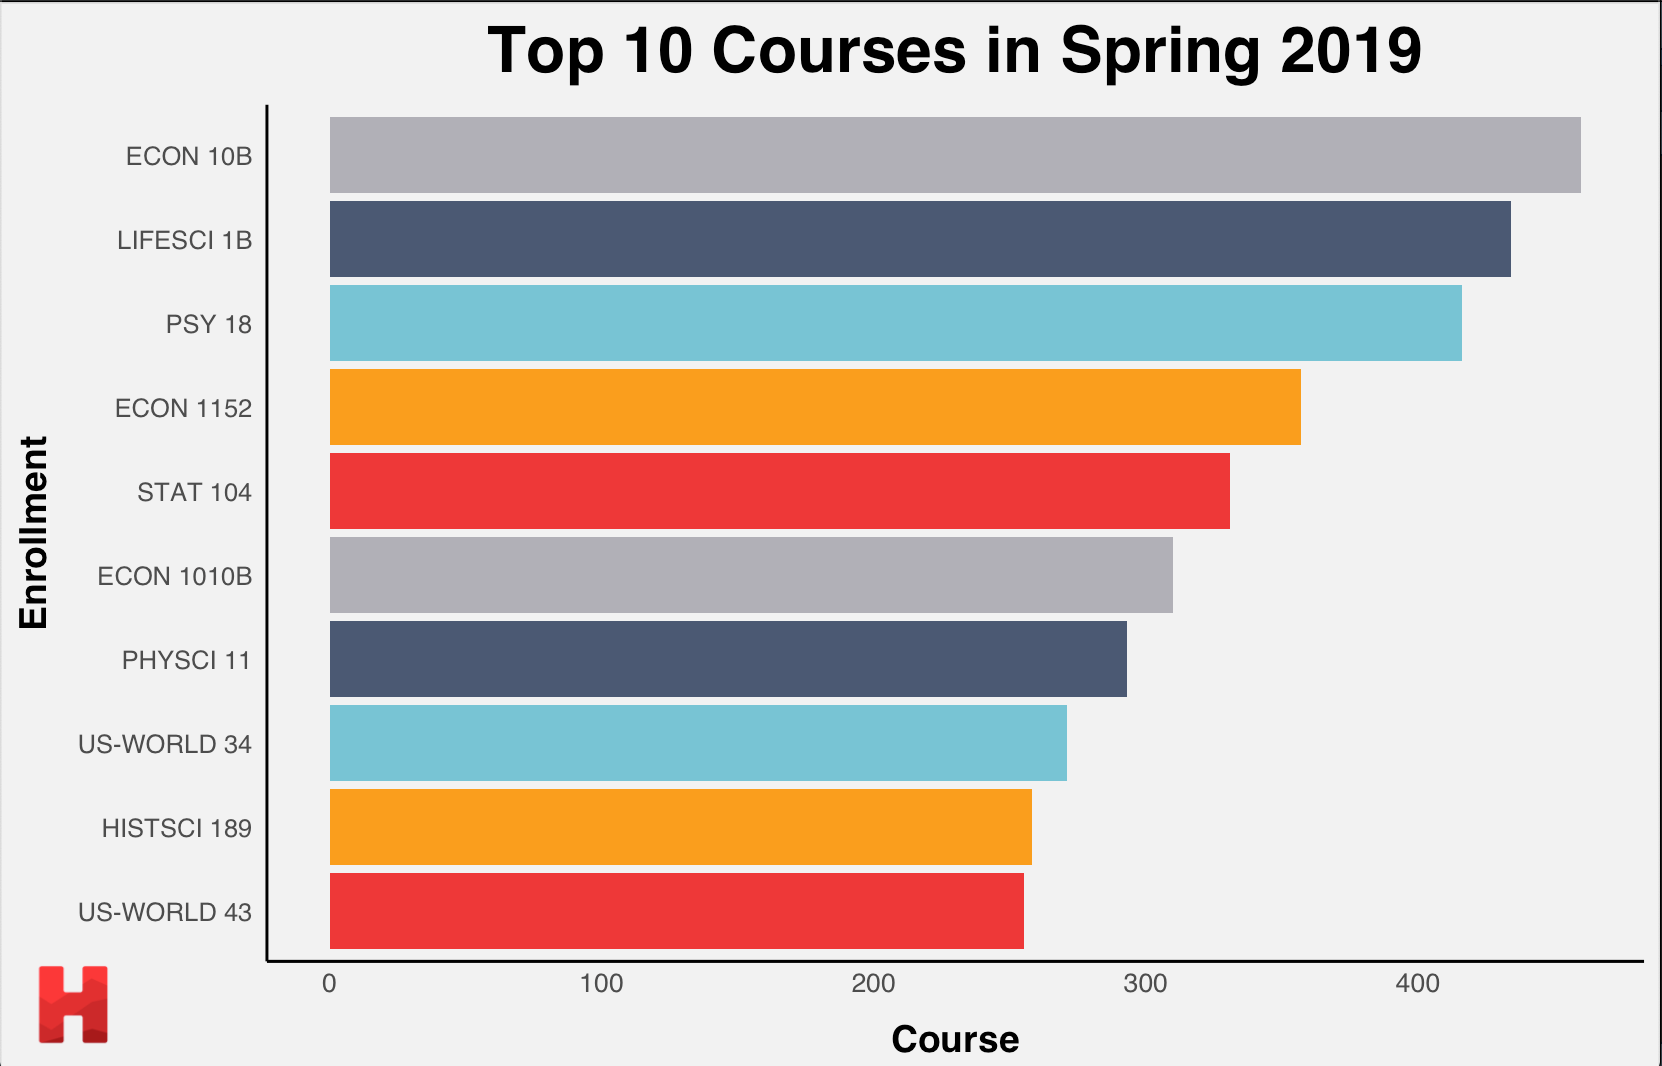 Top 10 Courses in Spring 2019
ECON 10B
LIFESCI 1B
PSY 18
ECON 1152
STAT 104
ECON 1010B
PHYSCI 11
US-WORLD 34
HISTSCI 189
US-WORLD 43
Enrollment
0 100 200 300 400
Course
H